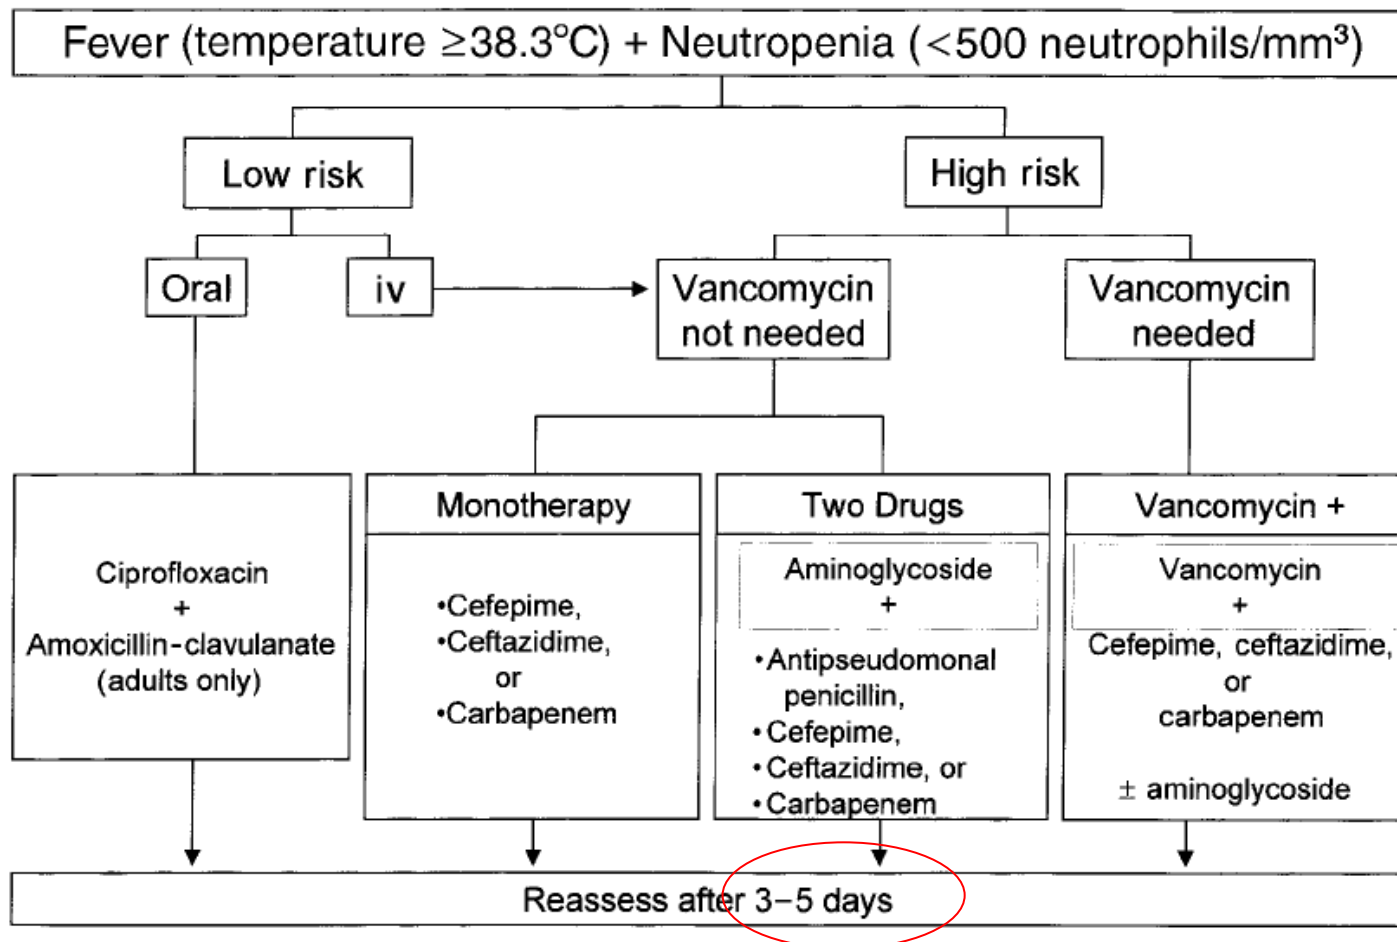 Fever (temperature ≥38.3°C) + Neutropenia (<500 neutrophils/mm³)
Low risk
High risk
Oral
iv
Vancomycin
not needed
Vancomycin
needed
Ciprofloxacin
+
Amoxicillin-clavulanate
(adults only)
Monotherapy
•Cefepime,
•Ceftazidime,
or
•Carbapenem
Two Drugs
Aminoglycoside
+
•Antipseudomonal
penicillin,
•Cefepime,
•Ceftazidime, or
•Carbapenem
Vancomycin +
Vancomycin
+
Cefepime, ceftazidime,
or
carbapenem
± aminoglycoside
Reassess after 3–5 days